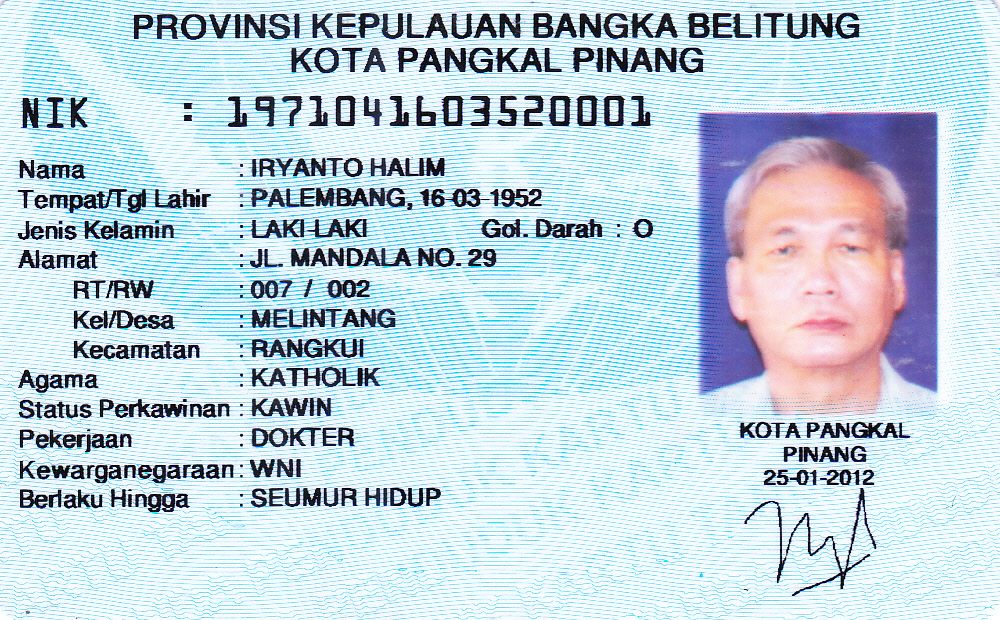 PROVINSI KEPULAUAN BANGKA BELITUNG
KOTA PANGKAL PINANG
NIK : 1971041603520001
Nama : IRYANTO HALIM
Tempat/Tgl Lahir : PALEMBANG, 16-03-1952
Jenis Kelamin : LAKI-LAKI Gol. Darah : O
Alamat : JL. MANDALA NO. 29
RT/RW : 007 / 002
Kel/Desa : MELINTANG
Kecamatan : RANGKUI
Agama : KATHOLIK
Status Perkawinan : KAWIN
Pekerjaan : DOKTER
Kewarganegaraan : WNI
Berlaku Hingga : SEUMUR HIDUP
KOTA PANGKAL
PINANG
25-01-2012